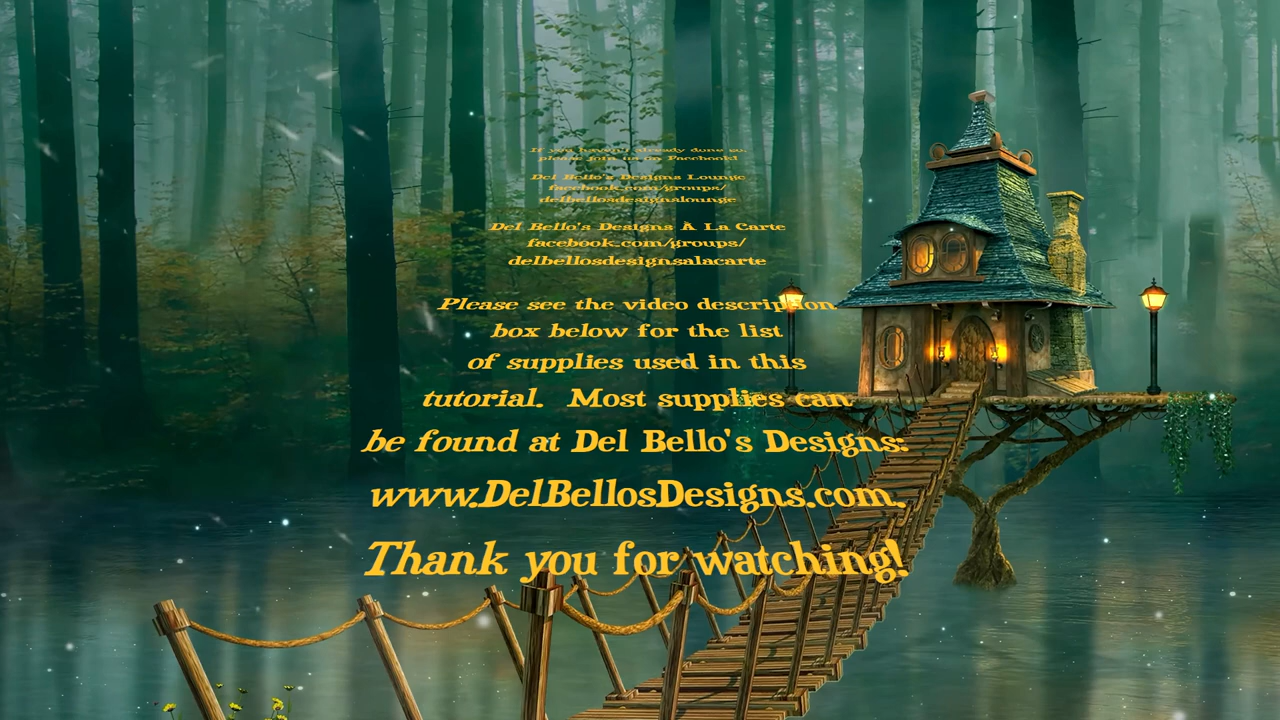 If you haven't already done so,
please join us on Facebook!
Del Bello's Designs Lounge
facebook.com/groups/
delbellosdesignslounge
Del Bello's Designs À La Carte
facebook.com/groups/
delbellosdesignsalacarte
Please see the video description
box below for the list
of supplies used in this
tutorial.  Most supplies can
be found at Del Bello's Designs:
www.DelBellosDesigns.com.
Thank you for watching!